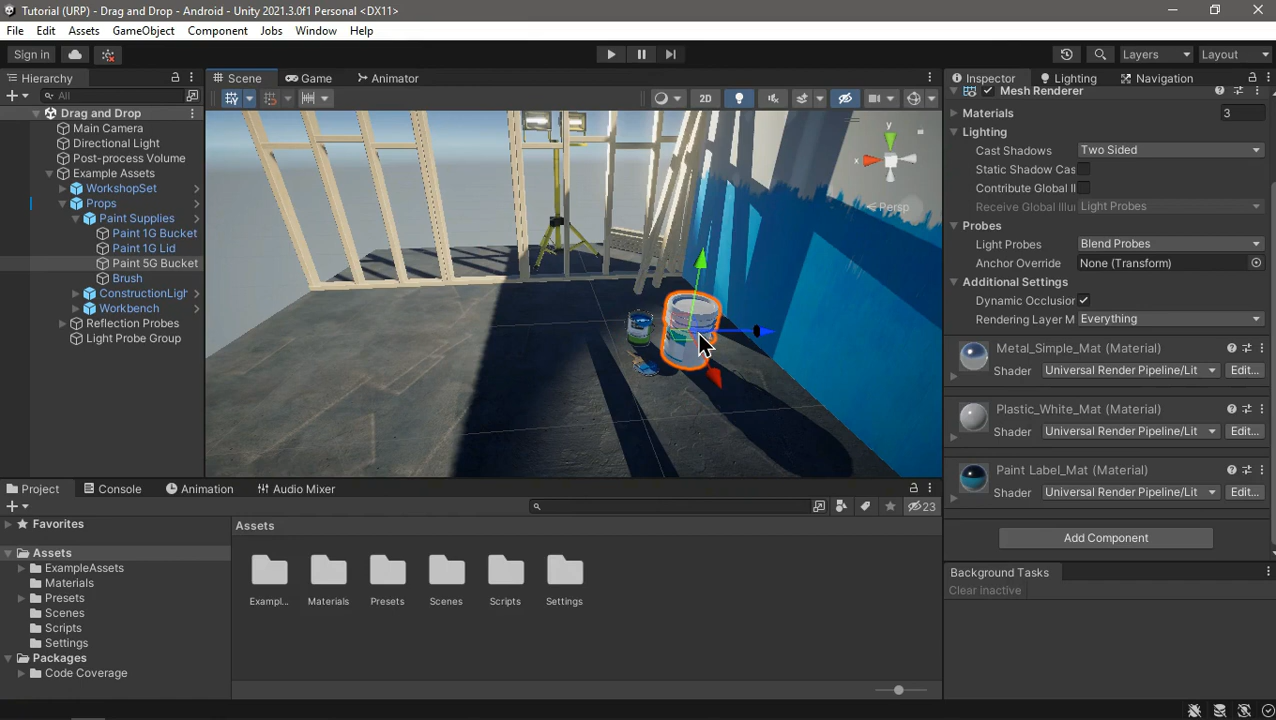 Tutorial (URP) - Drag and Drop - Android - Unity 2021.3.0f1 Personal <DX11>
File Edit Assets GameObject Component Jobs Window Help
Sign in Layers Layout
Hierarchy Scene Game Animator Inspector Lighting Navigation
All 2D Mesh Renderer
Drag and Drop
Main Camera
Directional Light
Post-process Volume
Example Assets
WorkshopSet
Props
Paint Supplies
Paint 1G Bucket
Paint 1G Lid
Paint 5G Bucket
Brush
ConstructionLigh
Workbench
Reflection Probes
Light Probe Group
y
x
Persp
Materials 3
Lighting
Cast Shadows Two Sided
Static Shadow Cas
Contribute Global Il
Receive Global Illur Light Probes
Probes
Light Probes Blend Probes
Anchor Override None (Transform)
Additional Settings
Dynamic Occlusior
Rendering Layer M Everything
Metal_Simple_Mat (Material)
Shader Universal Render Pipeline/Lit Edit...
Plastic_White_Mat (Material)
Shader Universal Render Pipeline/Lit Edit...
Paint Label_Mat (Material)
Shader Universal Render Pipeline/Lit Edit...
Add Component
Background Tasks
Clear inactive
Project Console Animation Audio Mixer
23
Favorites
Assets
ExampleAssets
Materials
Presets
Scenes
Scripts
Settings
Packages
Code Coverage
Assets
Exampl... Materials Presets Scenes Scripts Settings